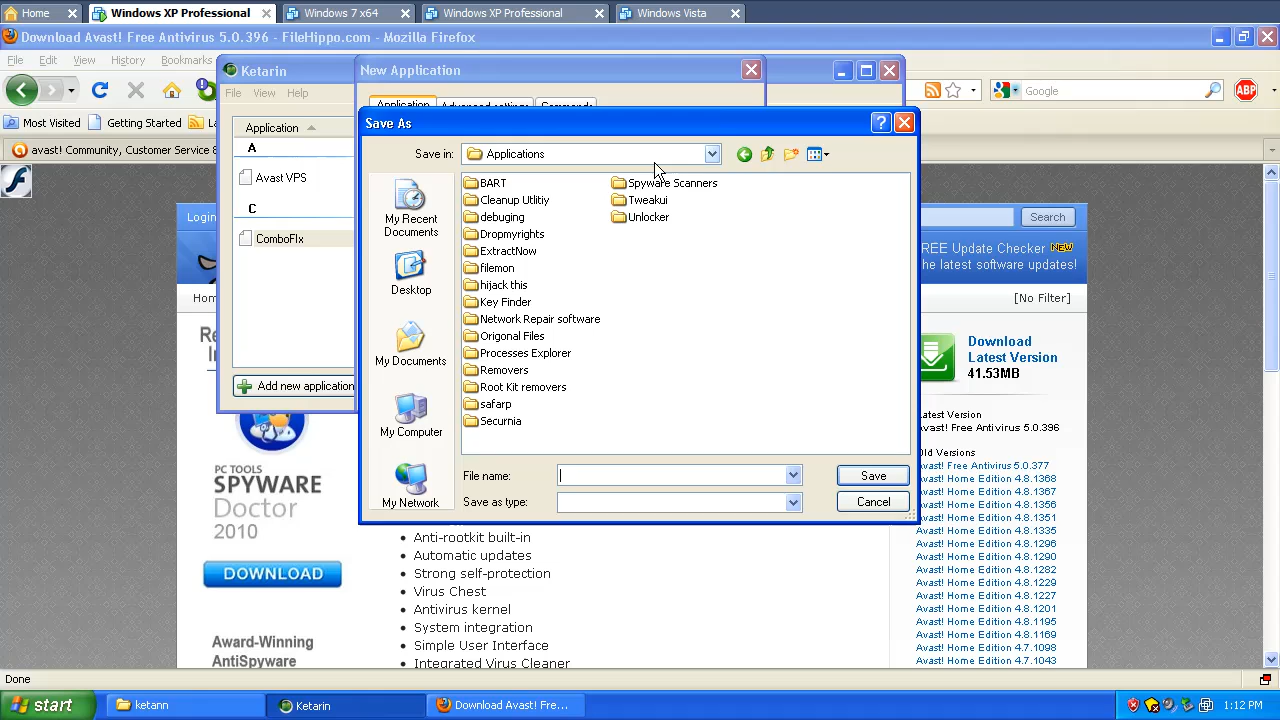 Home
Windows XP Professional
Windows 7 x64
Windows XP Professional
Windows Vista
Download Avast! Free Antivirus 5.0.396 - FileHippo.com - Mozilla Firefox
File Edit View History Bookmarks
Ketarin
New Application
File View Help
Application Advanced settings Commands
Google
ABP
Most Visited
Getting Started
La
avast! Community, Customer Service &
Application
A
Avast VPS
C
ComboFIx
Add new application
Save As
Save in:
Applications
My Recent
Documents
Desktop
My Documents
My Computer
My Network
BART
Cleanup Utlitiy
debuging
Dropmyrights
ExtractNow
filemon
hijack this
Key Finder
Network Repair software
Origonal Files
Processes Explorer
Removers
Root Kit removers
safarp
Securnia
Spyware Scanners
Tweakui
Unlocker
File name:
Save
Save as type:
Cancel
Login
Search
REE Update Checker NEW
he latest software updates!
Hom
[No Filter]
Re
In
Download
Latest Version
41.53MB
Latest Version
Avast! Free Antivirus 5.0.396
Old Versions
Avast! Free Antivirus 5.0.377
Avast! Home Edition 4.8.1368
Avast! Home Edition 4.8.1367
Avast! Home Edition 4.8.1356
Avast! Home Edition 4.8.1351
Avast! Home Edition 4.8.1335
Avast! Home Edition 4.8.1296
Avast! Home Edition 4.8.1290
Avast! Home Edition 4.8.1282
Avast! Home Edition 4.8.1229
Avast! Home Edition 4.8.1227
Avast! Home Edition 4.8.1201
Avast! Home Edition 4.8.1195
Avast! Home Edition 4.8.1169
Avast! Home Edition 4.7.1098
Avast! Home Edition 4.7.1043
PC TOOLS
SPYWARE
Doctor
2010
DOWNLOAD
Award-Winning
AntiSpyware
Anti-rootkit built-in
Automatic updates
Strong self-protection
Virus Chest
Antivirus kernel
System integration
Simple User Interface
Integrated Virus Cleaner
Done
start
ketann
Ketarin
Download Avast! Fre...
1:12 PM